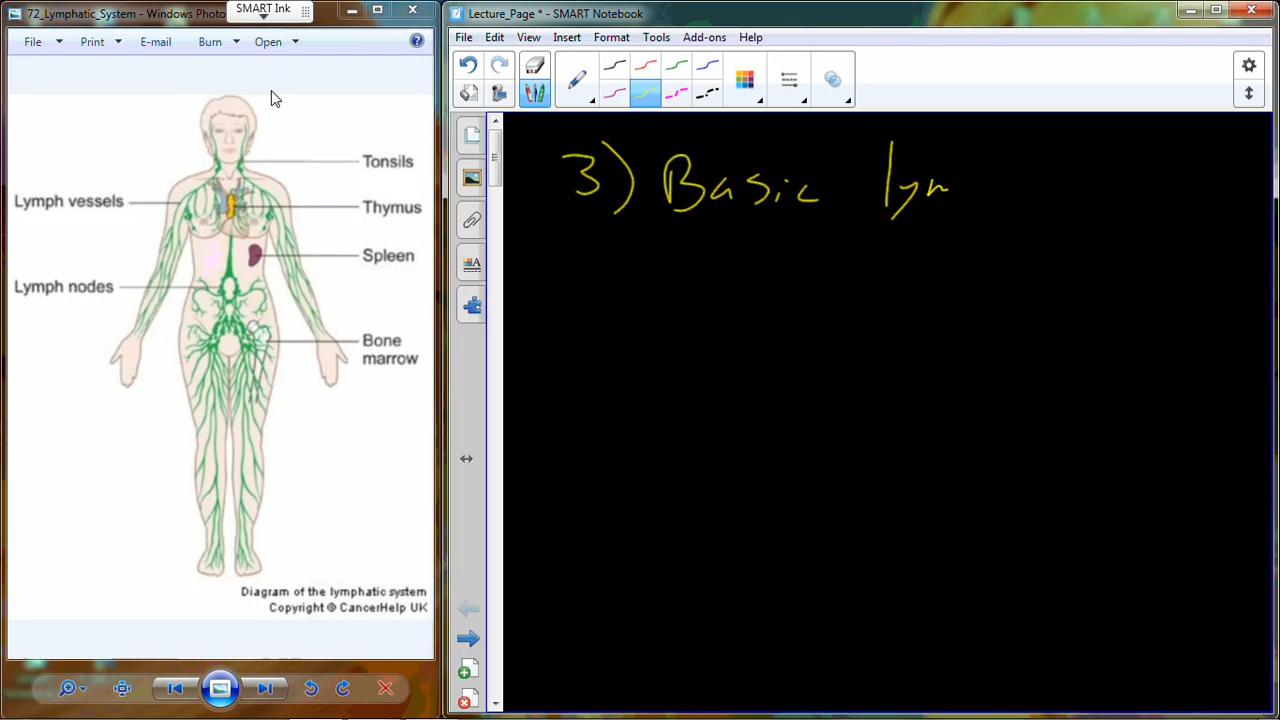 72_Lymphatic_System - Windows Photo
SMART Ink
File Print E-mail Burn Open
Tonsils
Lymph vessels
Thymus
Spleen
Lymph nodes
Bone
marrow
Diagram of the lymphatic system
Copyright © CancerHelp UK
Lecture_Page * - SMART Notebook
File Edit View Insert Format Tools Add-ons Help
3) Basic lym